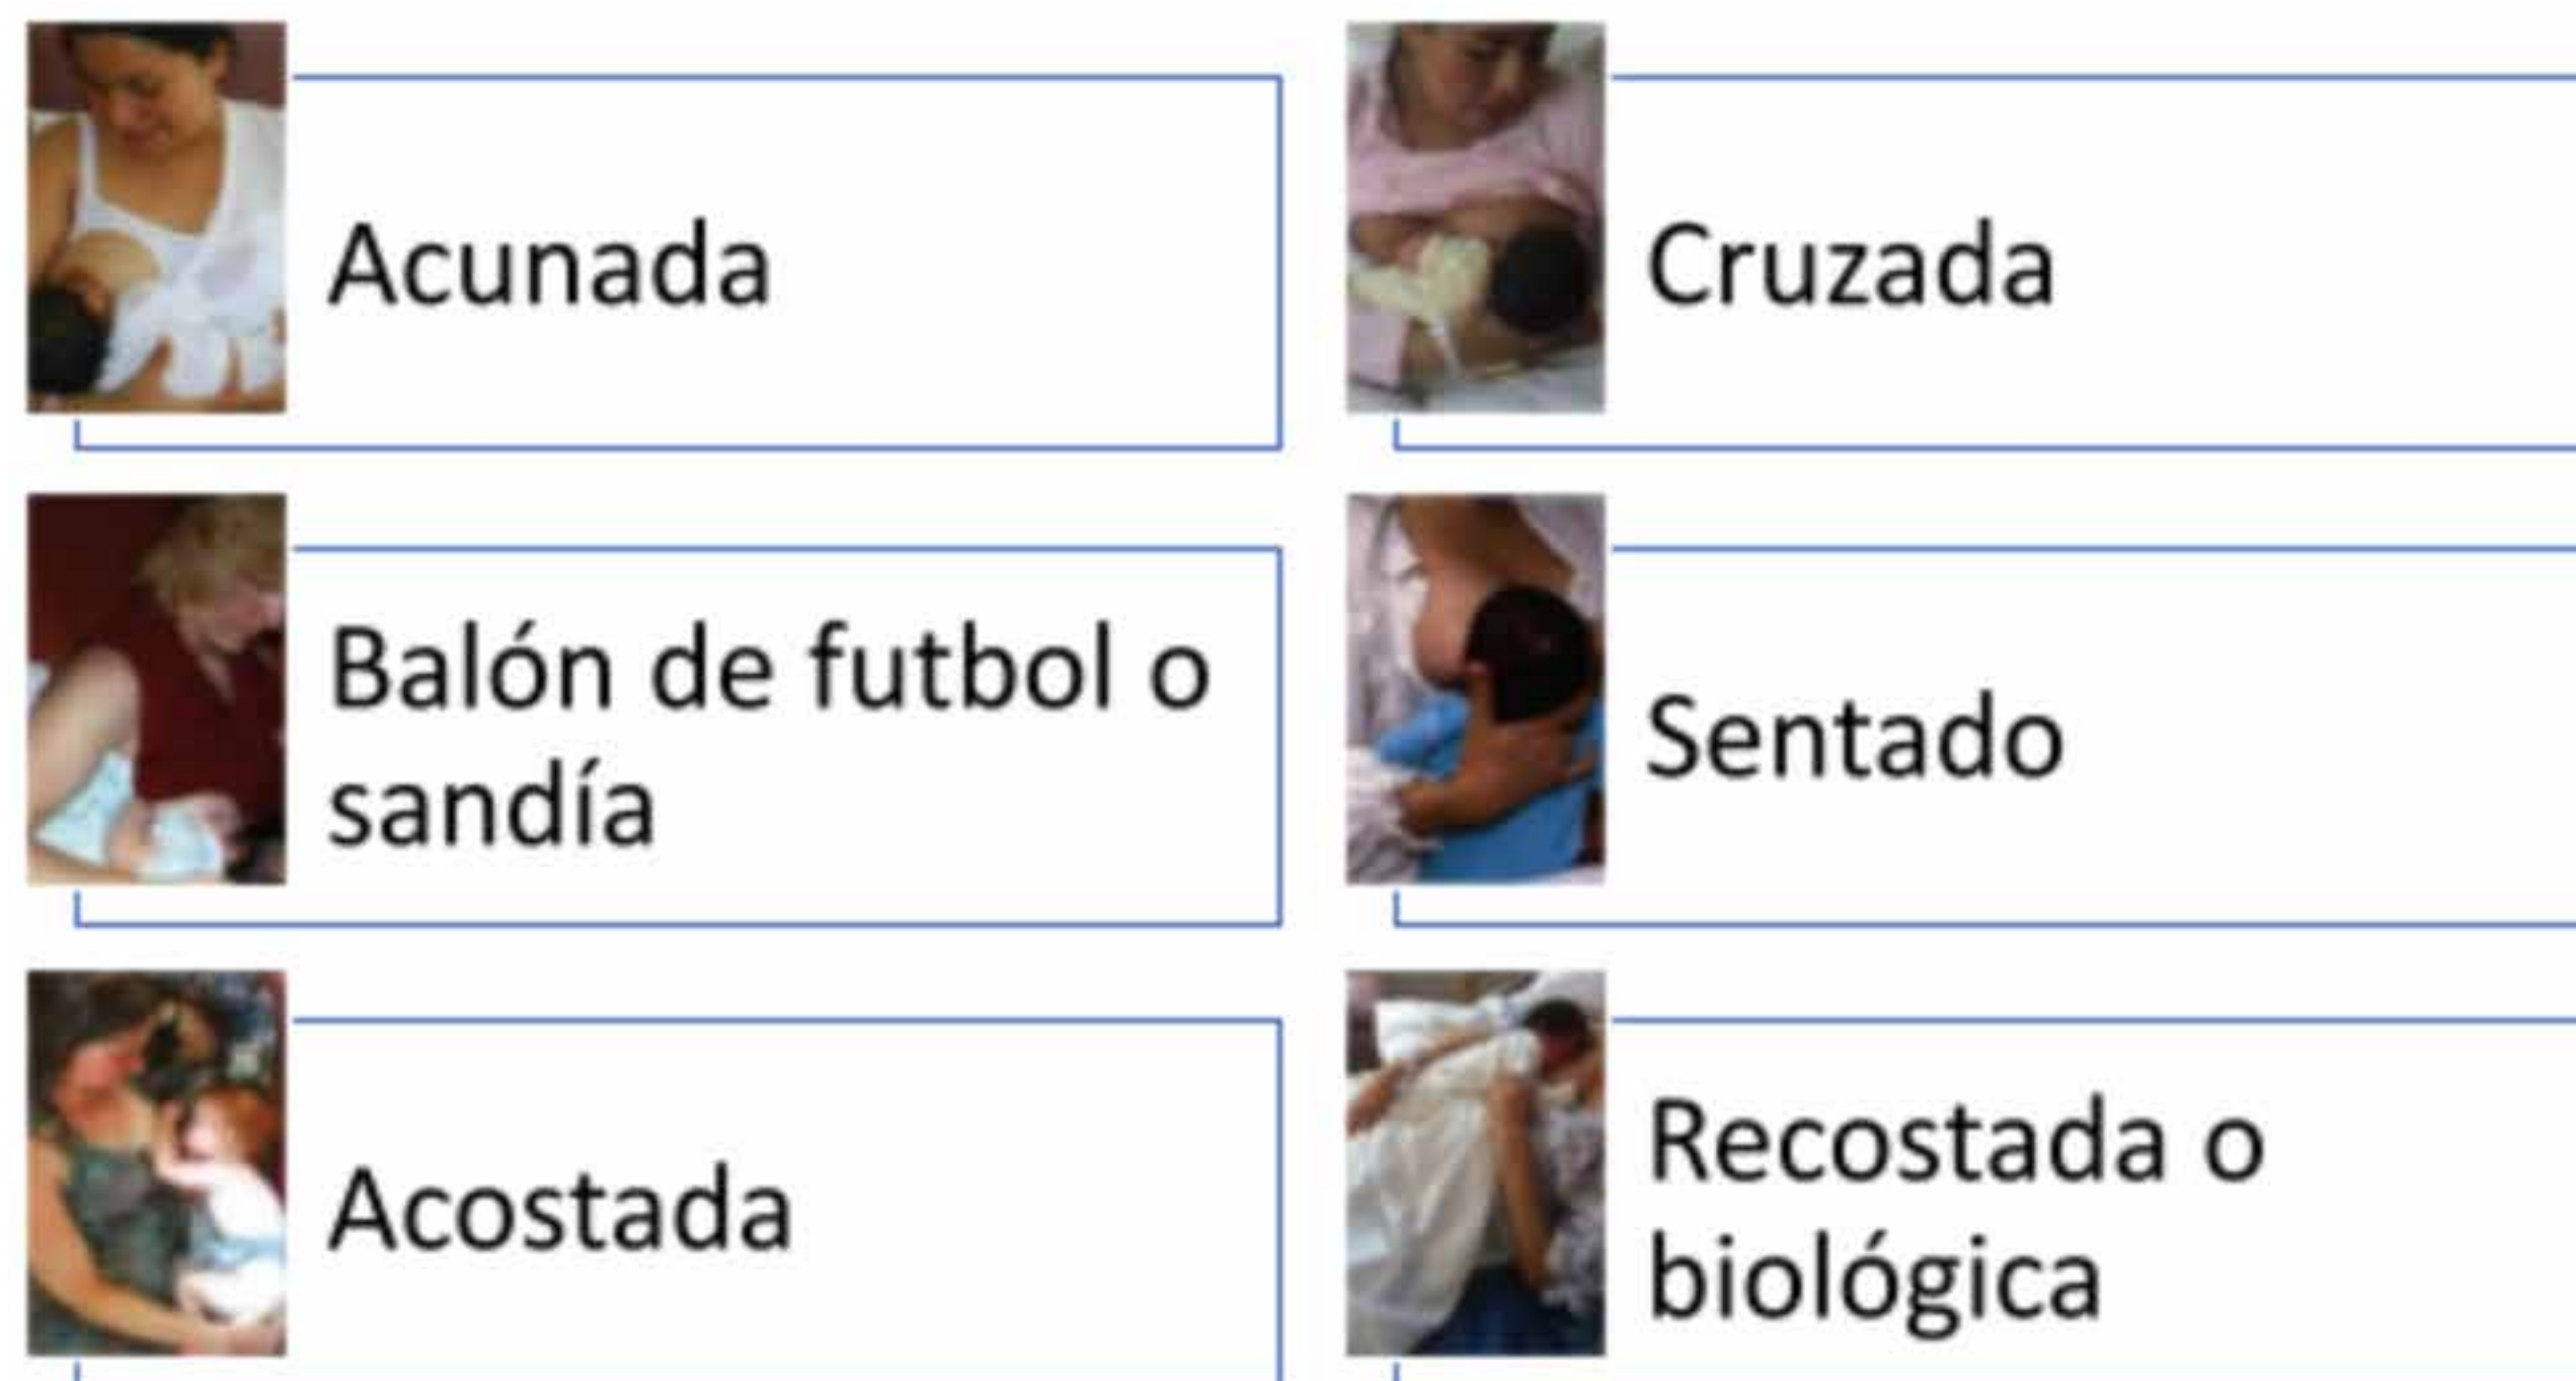 Acunada
Cruzada
Balón de futbol o
sandía
Sentado
Acostada
Recostada o
biológica